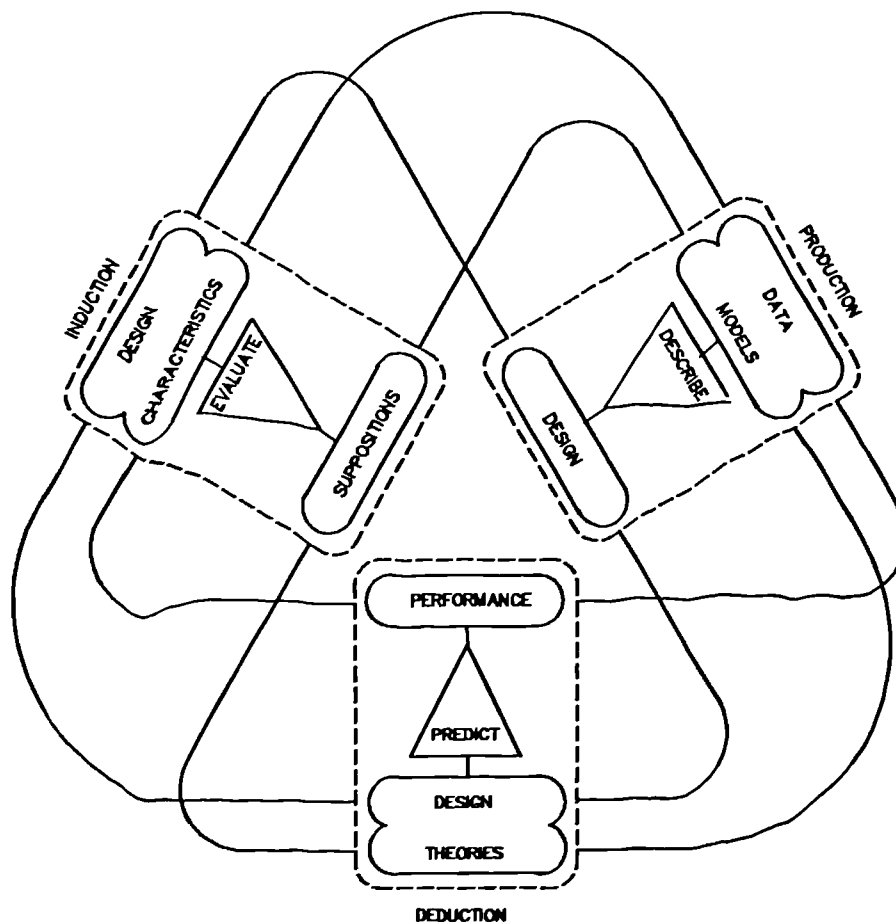 INDUCTION
DESIGN
CHARACTERISTICS
EVALUATE
SUPPOSITIONS
PRODUCTION
DATA
MODELS
DESCRIBE
DESIGN
PERFORMANCE
PREDICT
DESIGN
THEORIES
DEDUCTION